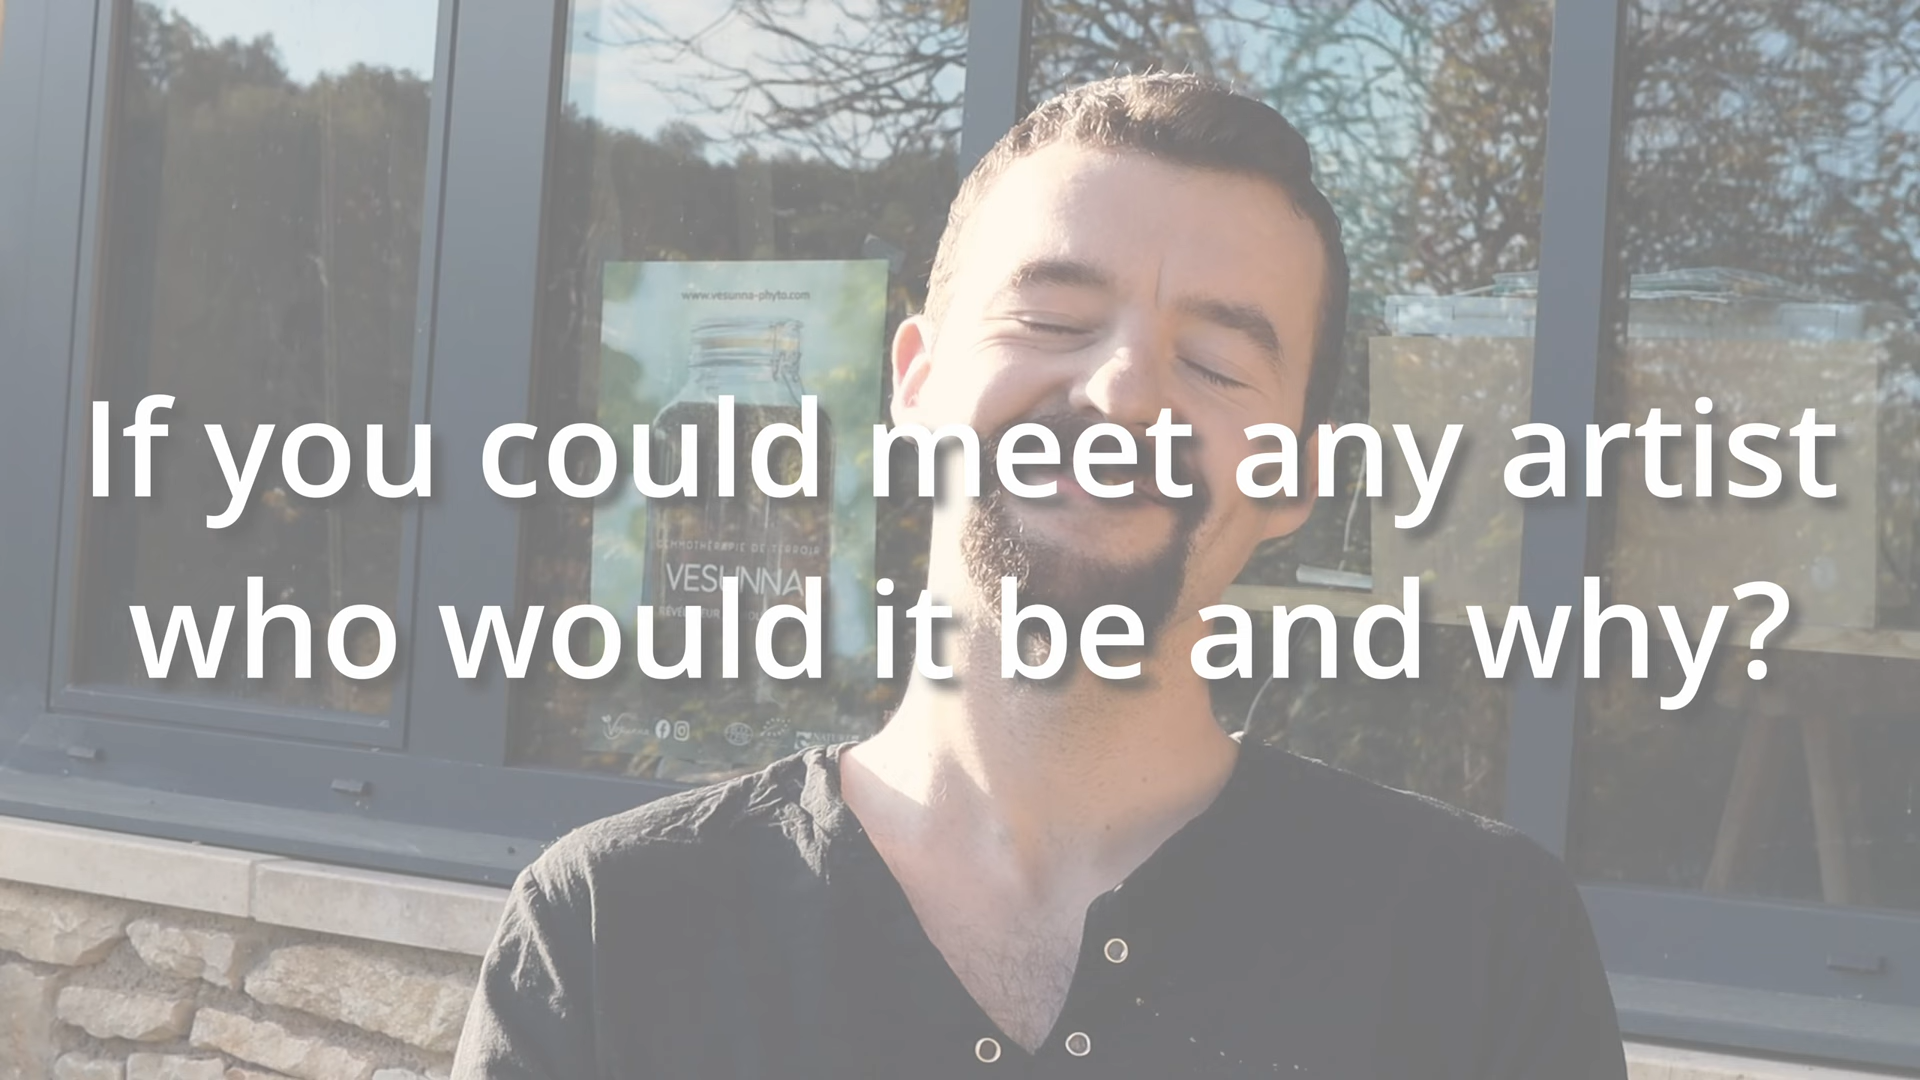 www.vesunna-phyto.com
If you could meet any artist
VESUNNA
who would it be and why?